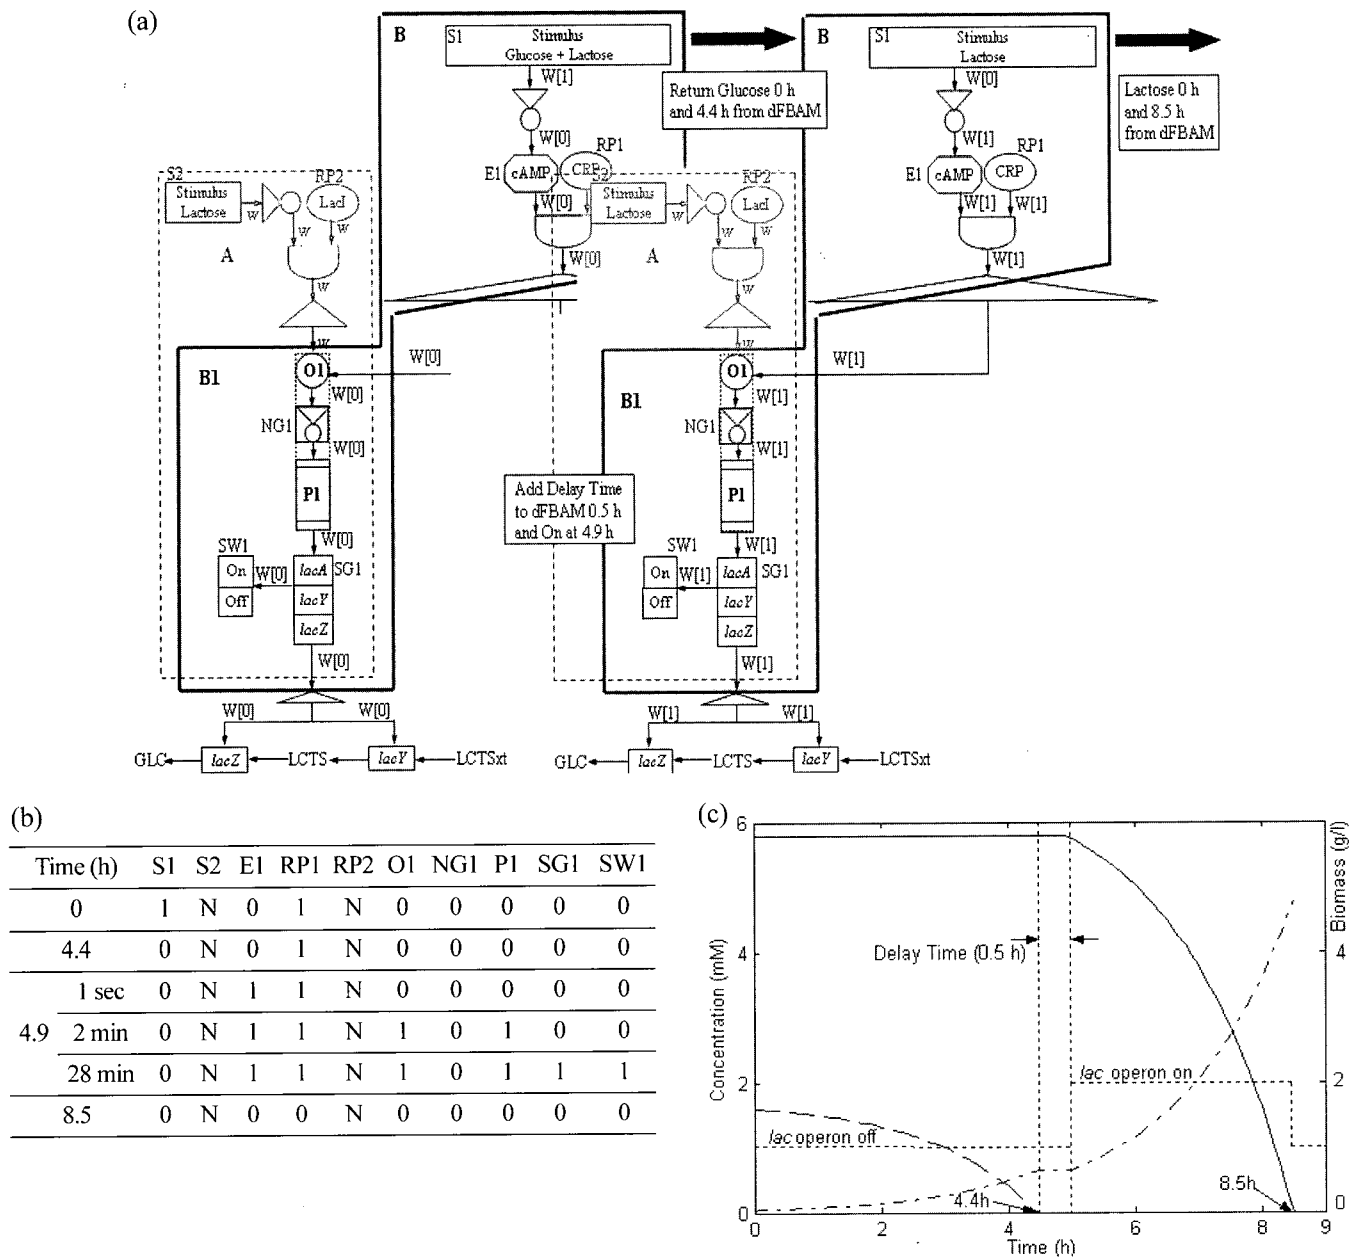 (a)
B
S1
Stimulus
Glucose + Lactose
W[1]
W[0]
RP1
E1
cAMP
CRP
W[0]
W[0]
Return Glucose 0 h
and 4.4 h from dFBAM
B
S1
Stimulus
Lactose
W[0]
W[1]
RP1
E1
cAMP
CRP
W[1]
W[1]
W[1]
Lactose 0 h
and 8.5 h
from dFBAM
S2
Stimulus
Lactose
w
RP2
LacI
w
w
A
w
w
W[0]
B1
O1
W[0]
NG1
W[0]
P1
W[0]
SW1
On
Off
W[0]
lacA
SG1
lacY
lacZ
W[0]
W[0]
W[0]
GLC
lacZ
LCTS
lacY
LCTSxt
S2
Stimulus
Lactose
w
RP2
LacI
w
w
A
w
w
W[1]
B1
O1
W[1]
NG1
W[1]
P1
Add Delay Time
to dFBAM 0.5 h
and On at 4.9 h
W[1]
SW1
On
Off
W[1]
lacA
SG1
lacY
lacZ
W[1]
W[1]
W[1]
GLC
lacZ
LCTS
lacY
LCTSxt
(b)
Time (h) S1 S2 E1 RP1 RP2 O1 NG1 P1 SG1 SW1
0 1 N 0 1 N 0 0 0 0 0
4.4 0 N 0 1 N 0 0 0 0 0
1 sec 0 N 1 1 N 0 0 0 0 0
4.9 2 min 0 N 1 1 N 1 0 1 0 0
28 min 0 N 1 1 N 1 0 1 1 1
8.5 0 N 0 0 N 0 0 0 0 0
(c)
6
4
2
0
Concentration (mM)
Delay Time (0.5 h)
lac operon on
lac operon off
4.4h
8.5h
4
2
0
Biomass (g/l)
0 2 4 6 8 9
Time (h)